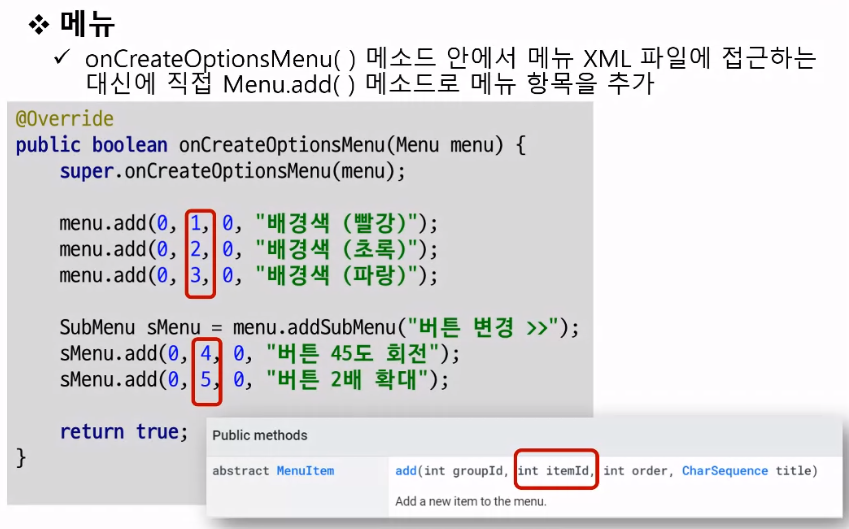 ❖ 메뉴
✓ onCreateOptionsMenu( ) 메소드 안에서 메뉴 XML 파일에 접근하는
대신에 직접 Menu.add( ) 메소드로 메뉴 항목을 추가
@Override
public boolean onCreateOptionsMenu(Menu menu) {
super.onCreateOptionsMenu(menu);
menu.add(0, 1, 0, "배경색 (빨강)");
menu.add(0, 2, 0, "배경색 (초록)");
menu.add(0, 3, 0, "배경색 (파랑)");
SubMenu sMenu = menu.addSubMenu("버튼 변경 >>");
sMenu.add(0, 4, 0, "버튼 45도 회전");
sMenu.add(0, 5, 0, "버튼 2배 확대");
return true;
}
Public methods
abstract MenuItem add(int groupId, int itemId, int order, CharSequence title)
Add a new item to the menu.